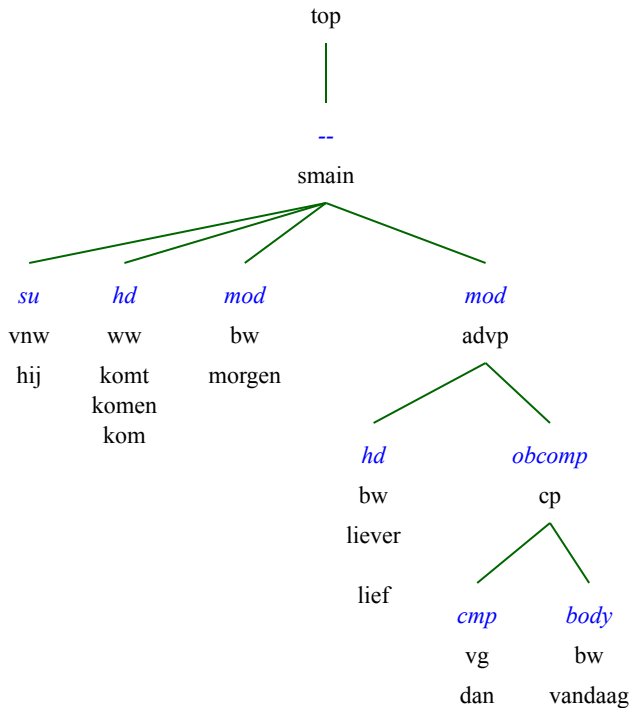 top
--
smain
su hd mod mod
vnw ww bw advp
hij komt morgen
komen
kom
hd obcomp
bw cp
liever
lief
cmp body
vg bw
dan vandaag